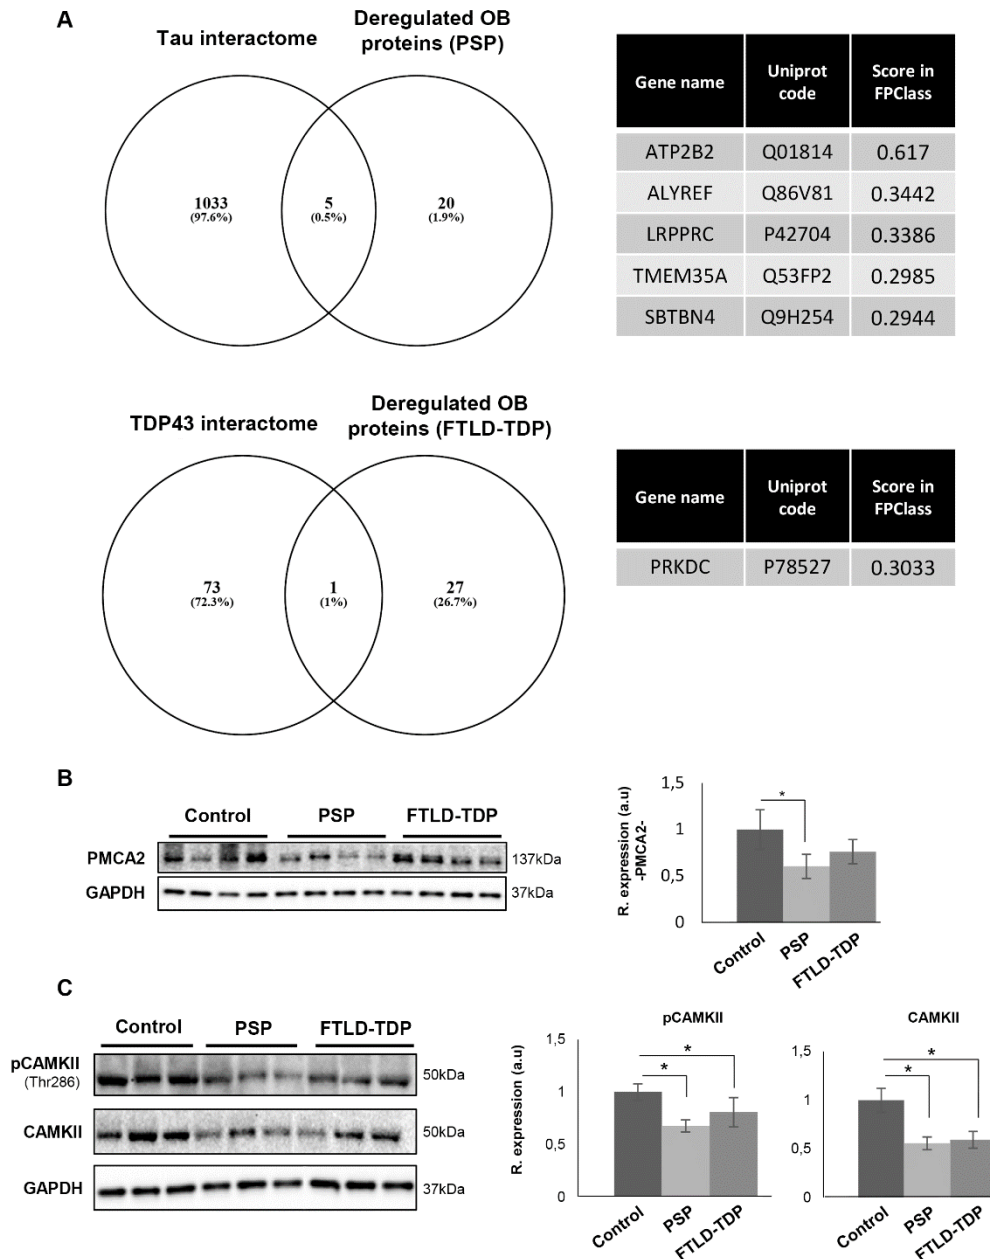 A
Tau interactome
Deregulated OB
proteins (PSP)
1033
(97.6%)
5
(0.5%)
20
(1.9%)
Gene name
Uniprot
code
Score in
FPClass
ATP2B2 Q01814 0.617
ALYREF Q86V81 0.3442
LRPPRC P42704 0.3386
TMEM35A Q53FP2 0.2985
SBTBN4 Q9H254 0.2944
TDP43 interactome
Deregulated OB
proteins (FTLD-TDP)
73
(72.3%)
1
(1%)
27
(26.7%)
Gene name
Uniprot
code
Score in
FPClass
PRKDC P78527 0.3033
B
Control PSP FTLD-TDP
PMCA2 137kDa
GAPDH 37kDa
R. expression (a.u)
-PMCA2-
1,5
1
0,5
0
*
Control PSP FTLD-TDP
C
Control PSP FTLD-TDP
pCAMKII
(Thr286)
50kDa
CAMKII 50kDa
GAPDH 37kDa
pCAMKII
R. expression (a.u)
1,5
1
0,5
0
*
*
Control PSP FTLD-TDP
CAMKII
1,5
1
0,5
0
*
*
Control PSP FTLD-TDP